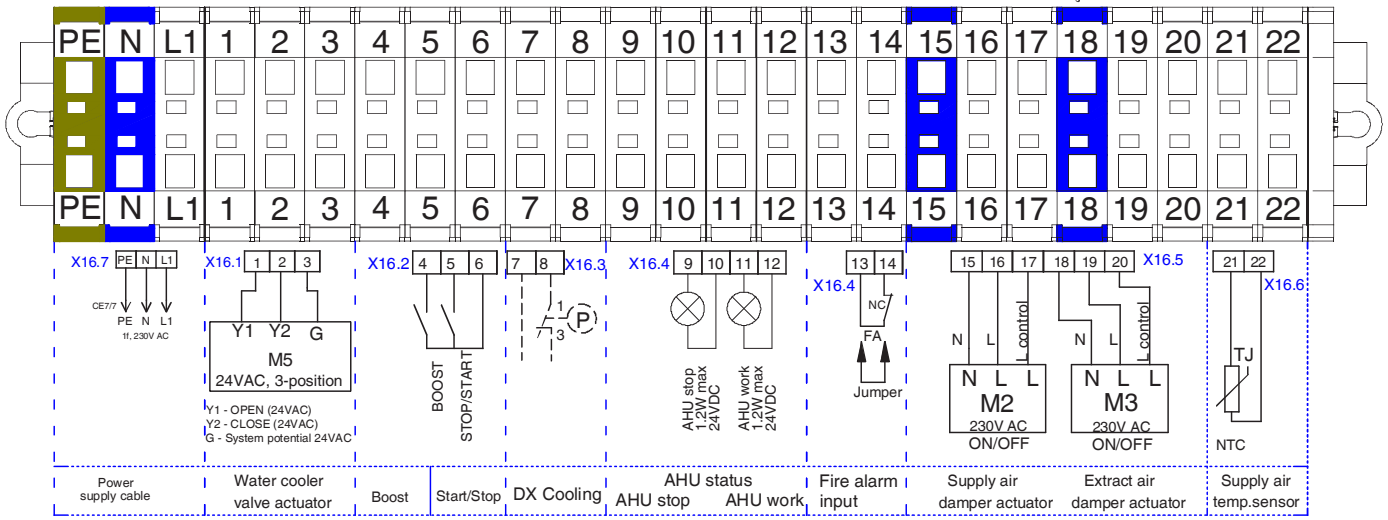 PE N L1 1 2 3 4 5 6 7 8 9 10 11 12 13 14 15 16 17 18 19 20 21 22
PE N L1 1 2 3 4 5 6 7 8 9 10 11 12 13 14 15 16 17 18 19 20 21 22
X16.7 PE N L1
CE7/7
PE N L1
1f, 230V AC
X16.1 1 2 3
Y1 Y2 G
M5
24VAC, 3-position
Y1 - OPEN (24VAC)
Y2 - CLOSE (24VAC)
G - System potential 24VAC
X16.2 4 5 6
BOOST
STOP/START
7 8 X16.3
1
P
3
X16.4 9 10 11 12
AHU stop
1.2W max
24VDC
AHU work
1.2W max
24VDC
13 14
X16.4
NC
FA
Jumper
15 16 17 18 19 20 X16.5
N L L control
N L L
M2
230V AC
ON/OFF
N L L control
N L L
M3
230V AC
ON/OFF
21 22
X16.6
TJ
NTC
Power
supply cable
Water cooler
valve actuator
Boost
Start/Stop
DX Cooling
AHU status
AHU stop AHU work
Fire alarm
input
Supply air
damper actuator
Extract air
damper actuator
Supply air
temp.sensor